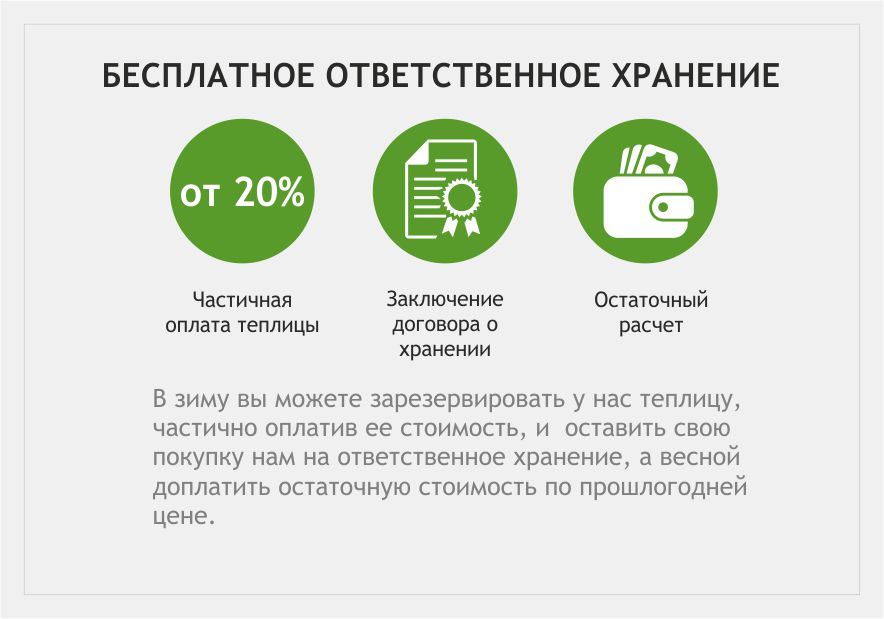 БЕСПЛАТНОЕ ОТВЕТСТВЕННОЕ ХРАНЕНИЕ
от 20%
Частичная
оплата теплицы
Заключение
договора о
хранении
Остаточный
расчет
В зиму вы можете зарезервировать у нас теплицу,
частично оплатив ее стоимость, и оставить свою
покупку нам на ответственное хранение, а весной
доплатить остаточную стоимость по прошлогодней
цене.